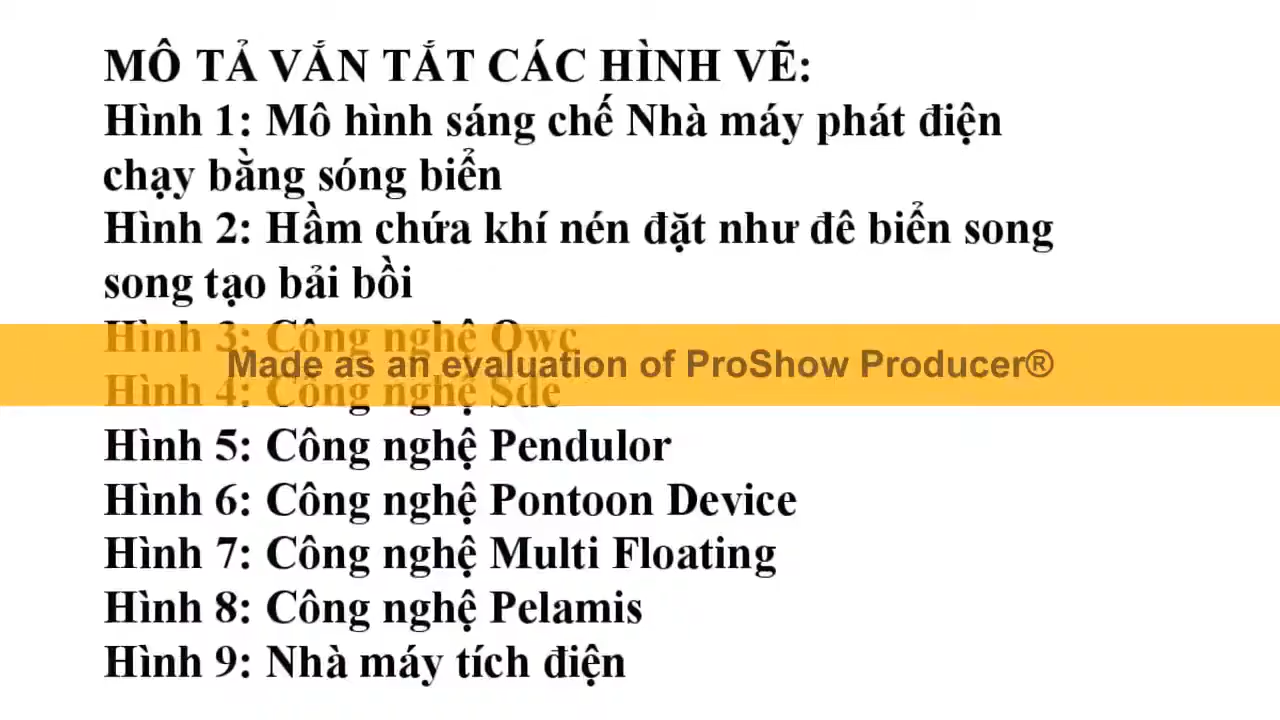 MÔ TẢ VẮN TẮT CÁC HÌNH VẼ:
Hình 1: Mô hình sáng chế Nhà máy phát điện
chạy bằng sóng biển
Hình 2: Hầm chứa khí nén đặt như đê biển song
song tạo bải bồi
Hình 3: Công nghệ Owc
Made as an evaluation of ProShow Producer®
Hình 4: Công nghệ Sde
Hình 5: Công nghệ Pendulor
Hình 6: Công nghệ Pontoon Device
Hình 7: Công nghệ Multi Floating
Hình 8: Công nghệ Pelamis
Hình 9: Nhà máy tích điện